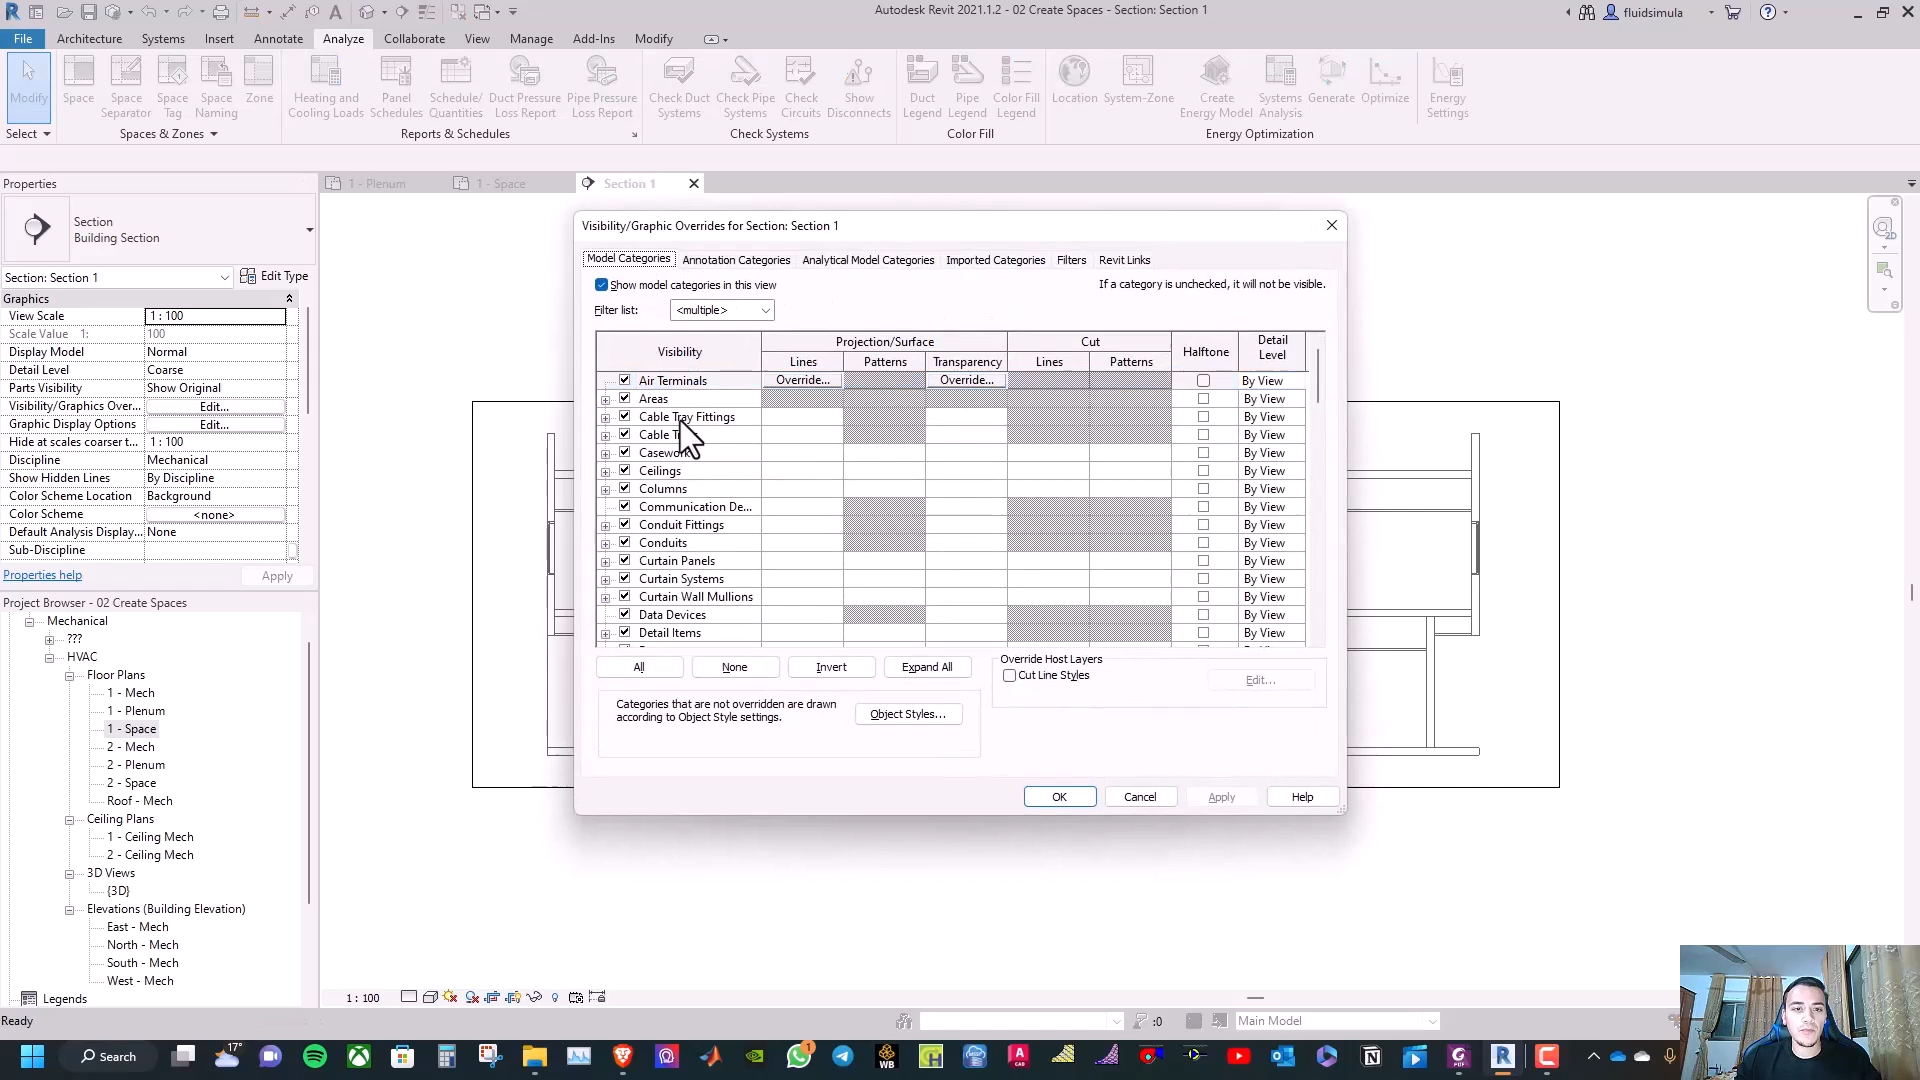 Autodesk Revit 2021.1.2 - 02 Create Spaces - Section: Section 1
fluidsimula
File Architecture Systems Insert Annotate Analyze Collaborate View Manage Add-Ins Modify
Modify
Space
Space Separator
Space Tag
Space Naming
Zone
Heating and Cooling Loads
Panel Schedules
Schedule/ Quantities
Duct Pressure Loss Report
Pipe Pressure Loss Report
Check Duct Systems
Check Pipe Systems
Check Circuits
Show Disconnects
Duct Legend
Pipe Legend
Color Fill Legend
Location
System-Zone
Create Energy Model
Systems Analysis
Generate
Optimize
Energy Settings
Select
Spaces & Zones
Reports & Schedules
Check Systems
Color Fill
Energy Optimization
Properties
1 - Plenum
1 - Space
Section 1
Section
Building Section
Section: Section 1
Edit Type
Graphics
View Scale 1 : 100
Scale Value 1: 100
Display Model Normal
Detail Level Coarse
Parts Visibility Show Original
Visibility/Graphics Over... Edit...
Graphic Display Options Edit...
Hide at scales coarser t... 1 : 100
Discipline Mechanical
Show Hidden Lines By Discipline
Color Scheme Location Background
Color Scheme <none>
Default Analysis Display... None
Sub-Discipline
Properties help
Apply
Project Browser - 02 Create Spaces
Mechanical
???
HVAC
Floor Plans
1 - Mech
1 - Plenum
1 - Space
2 - Mech
2 - Plenum
2 - Space
Roof - Mech
Ceiling Plans
1 - Ceiling Mech
2 - Ceiling Mech
3D Views
{3D}
Elevations (Building Elevation)
East - Mech
North - Mech
South - Mech
West - Mech
Legends
Visibility/Graphic Overrides for Section: Section 1
Model Categories Annotation Categories Analytical Model Categories Imported Categories Filters Revit Links
Show model categories in this view
If a category is unchecked, it will not be visible.
Filter list: <multiple>
Visibility
Projection/Surface
Cut
Halftone
Detail Level
Lines Patterns Transparency Lines Patterns
Air Terminals Override... Override... By View
Areas By View
Cable Tray Fittings By View
Cable T By View
Casework By View
Ceilings By View
Columns By View
Communication De... By View
Conduit Fittings By View
Conduits By View
Curtain Panels By View
Curtain Systems By View
Curtain Wall Mullions By View
Data Devices By View
Detail Items By View
All None Invert Expand All
Override Host Layers
Cut Line Styles
Edit...
Categories that are not overridden are drawn
according to Object Style settings.
Object Styles...
OK Cancel Apply Help
1 : 100
Ready
:0
Main Model
17°
Search
1
WB